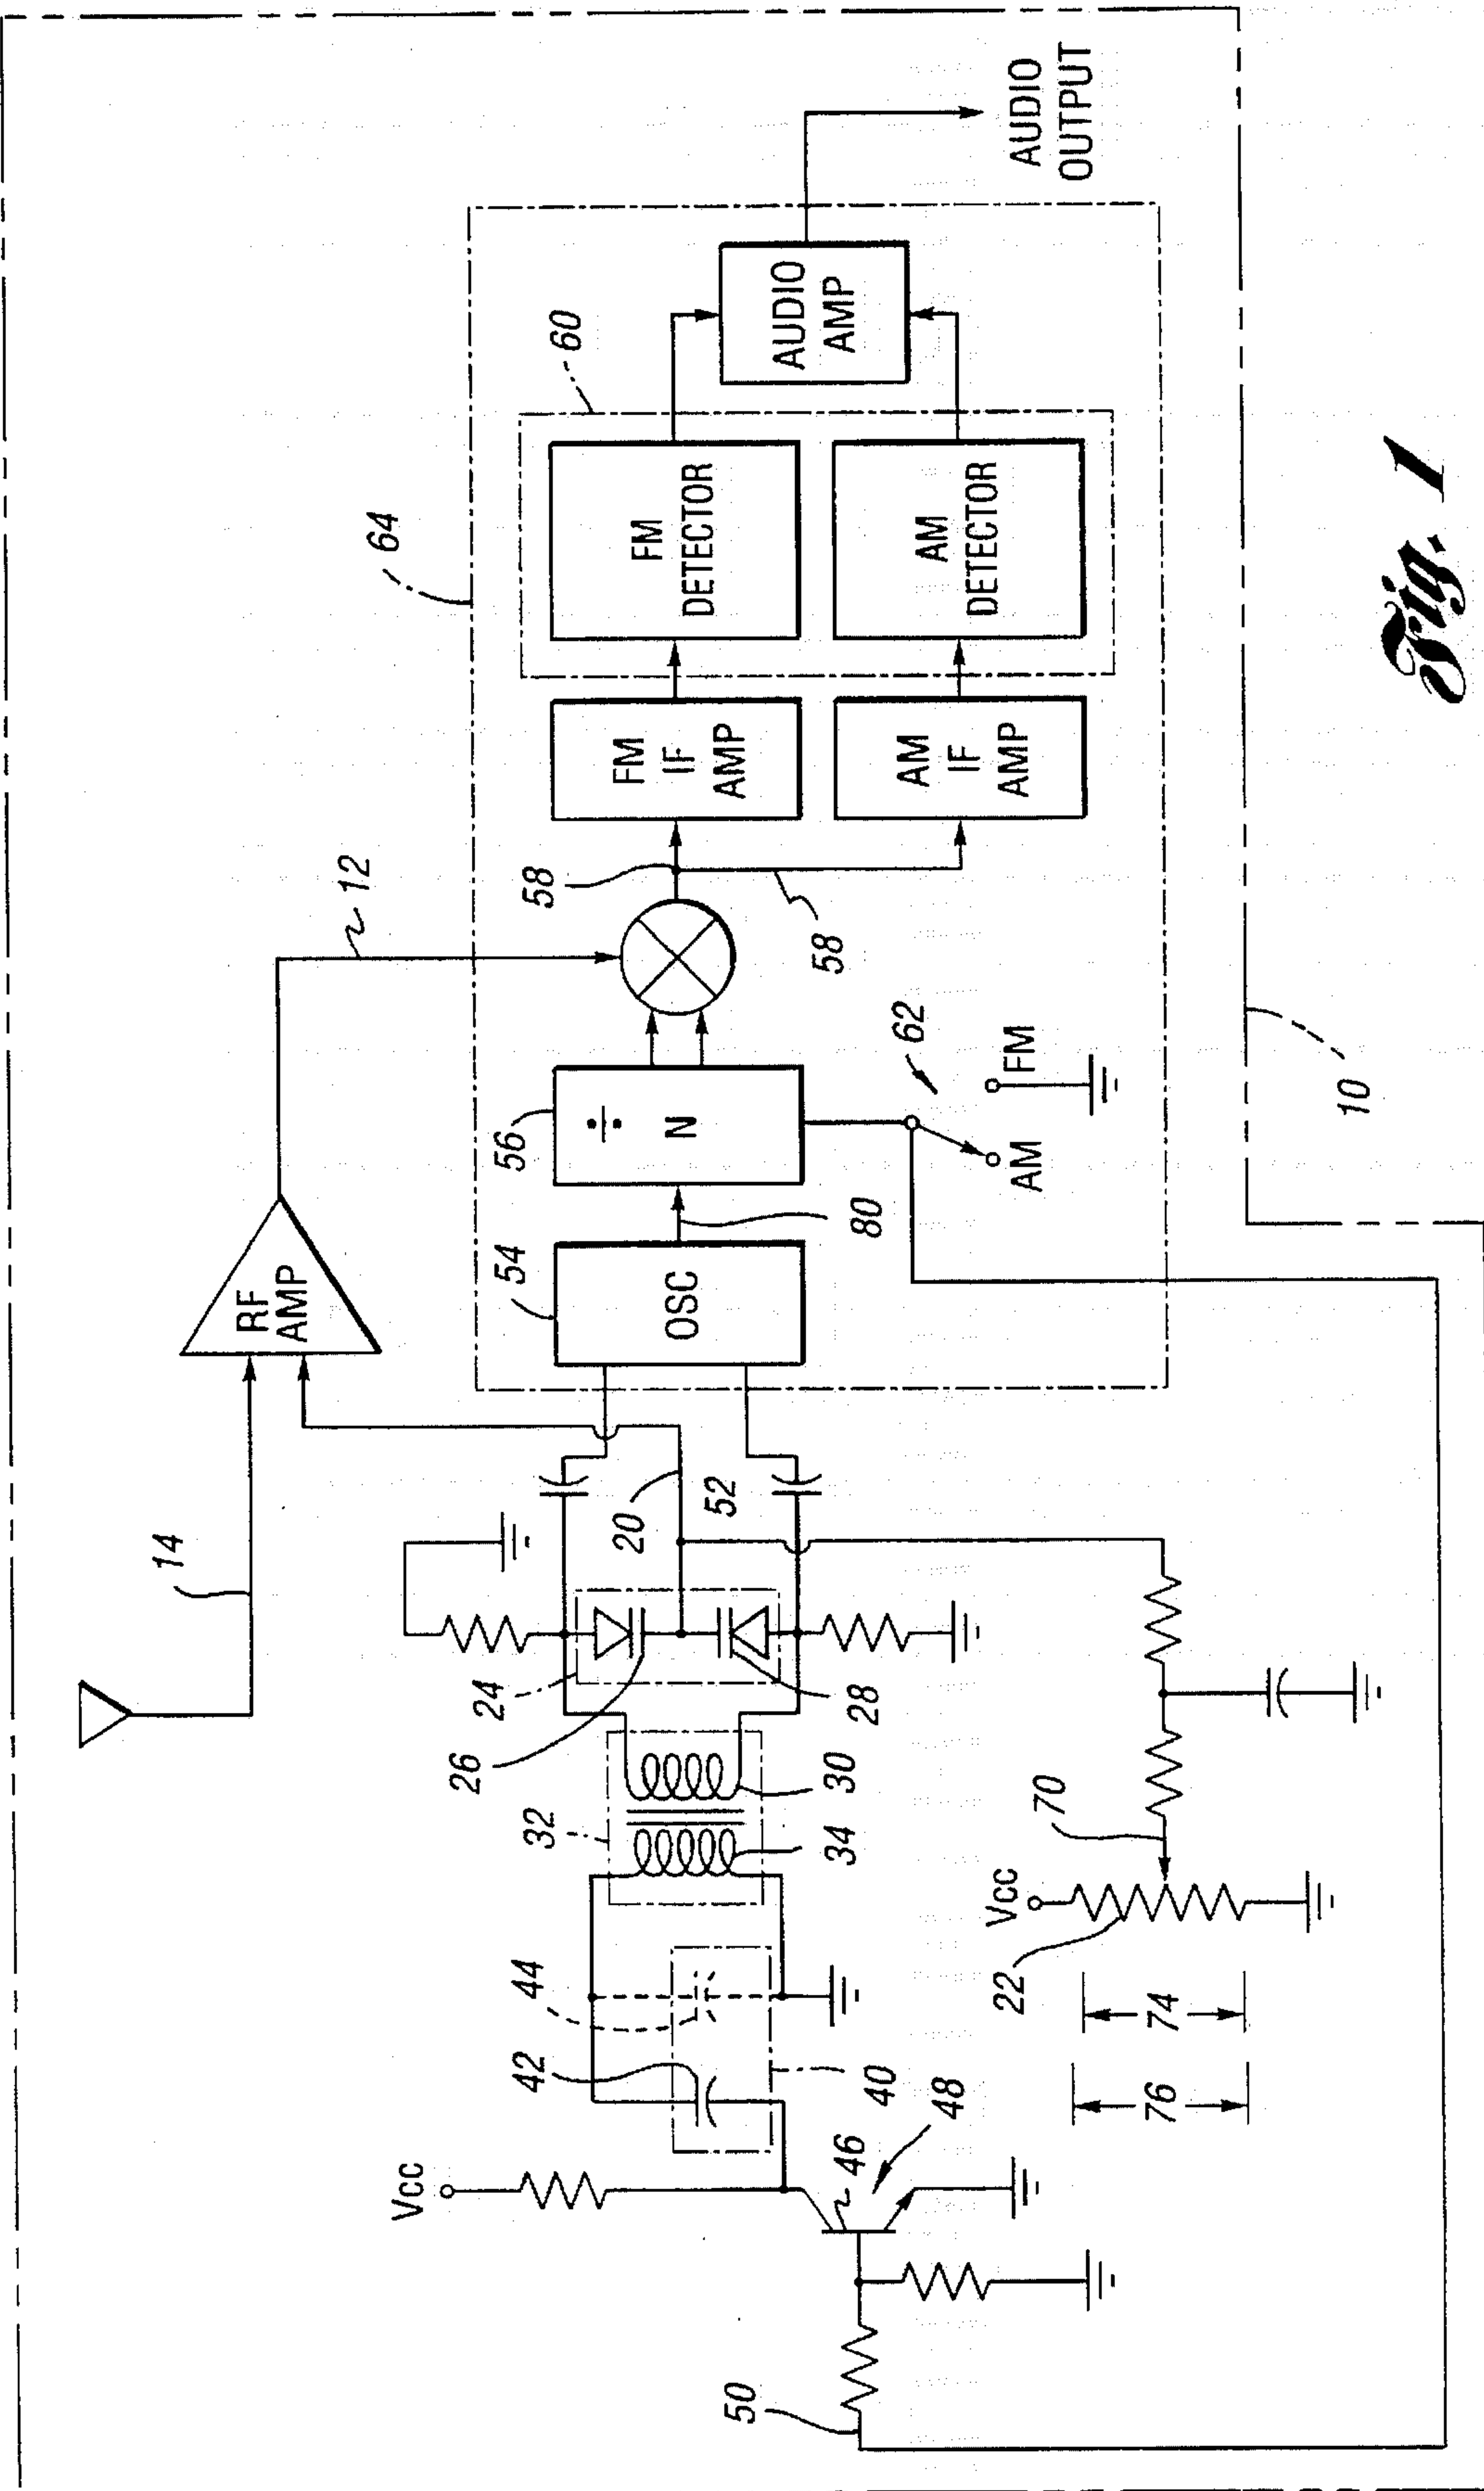 14
RF
AMP
12
64
60
24
26
32
30
34
20
52
28
54
OSC
80
56
÷
N
58
58
FM
IF
AMP
AM
IF
AMP
FM
DETECTOR
AM
DETECTOR
AUDIO
AMP
AUDIO
OUTPUT
62
AM
FM
10
Vcc
42
44
40
46
48
50
Vcc
22
70
74
76
Fig. 1